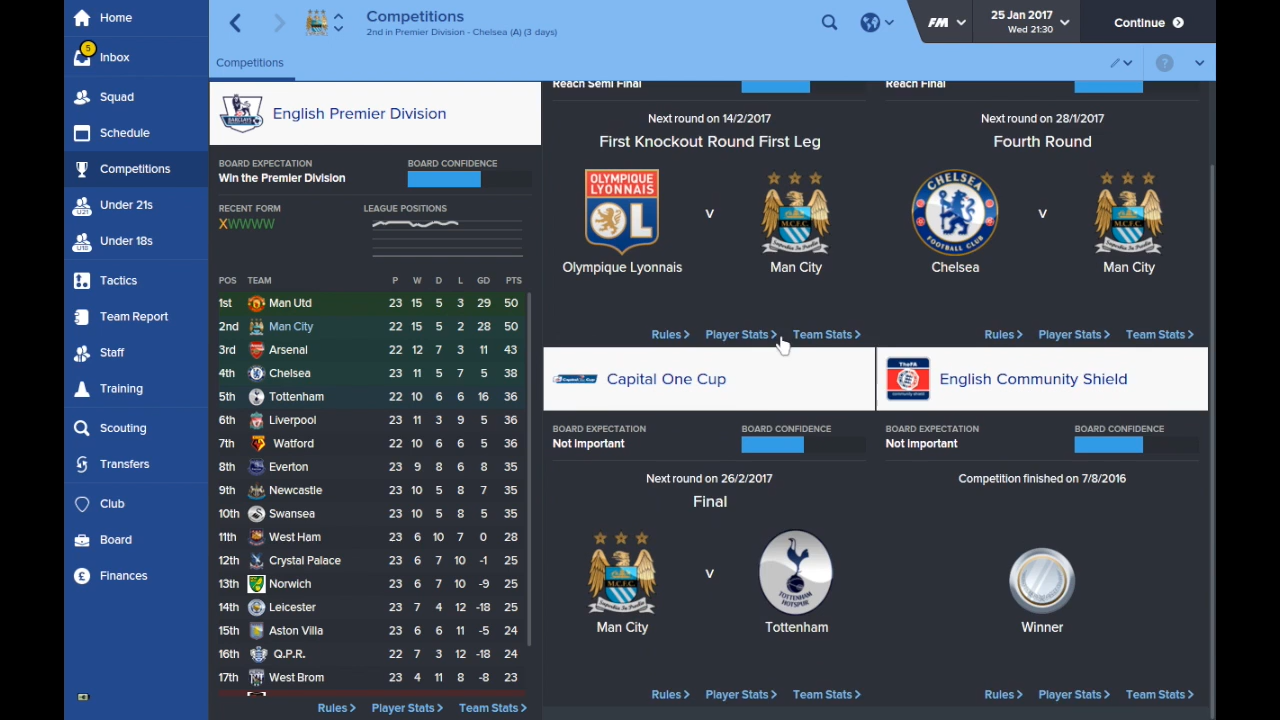 Home
5
Inbox
Squad
Schedule
Competitions
Under 21s
Under 18s
Tactics
Team Report
Staff
Training
Scouting
Transfers
Club
Board
Finances
Competitions
2nd in Premier Division - Chelsea (A) (3 days)
FM
25 Jan 2017
Wed 21:30
Continue
Competitions
English Premier Division
BOARD EXPECTATION BOARD CONFIDENCE
Win the Premier Division
RECENT FORM LEAGUE POSITIONS
XWWWW
POS TEAM P W D L GD PTS
1st Man Utd 23 15 5 3 29 50
2nd Man City 22 15 5 2 28 50
3rd Arsenal 22 12 7 3 11 43
4th Chelsea 23 11 5 7 5 38
5th Tottenham 22 10 6 6 16 36
6th Liverpool 23 11 3 9 5 36
7th Watford 22 10 6 6 5 36
8th Everton 23 9 8 6 8 35
9th Newcastle 23 10 5 8 7 35
10th Swansea 23 10 5 8 5 35
11th West Ham 23 6 10 7 0 28
12th Crystal Palace 23 6 7 10 -1 25
13th Norwich 23 6 7 10 -9 25
14th Leicester 23 7 4 12 -18 25
15th Aston Villa 23 6 6 11 -5 24
16th Q.P.R. 22 7 3 12 -18 24
17th West Brom 23 4 11 8 -8 23
Rules > Player Stats > Team Stats >
Reach Semi Final
Next round on 14/2/2017
First Knockout Round First Leg
OLYMPIQUE
LYONNAIS
OL
v
M.C.F.C.
Olympique Lyonnais Man City
Rules > Player Stats > Team Stats >
Reach Final
Next round on 28/1/2017
Fourth Round
CHELSEA
FOOTBALL CLUB
v
M.C.F.C.
Chelsea Man City
Rules > Player Stats > Team Stats >
Capital One Cup
BOARD EXPECTATION BOARD CONFIDENCE
Not Important
Next round on 26/2/2017
Final
M.C.F.C.
v
TOTTENHAM
HOTSPUR
Man City Tottenham
Rules > Player Stats > Team Stats >
TheFA
English Community Shield
BOARD EXPECTATION BOARD CONFIDENCE
Not Important
Competition finished on 7/8/2016
Winner
Rules > Player Stats > Team Stats >